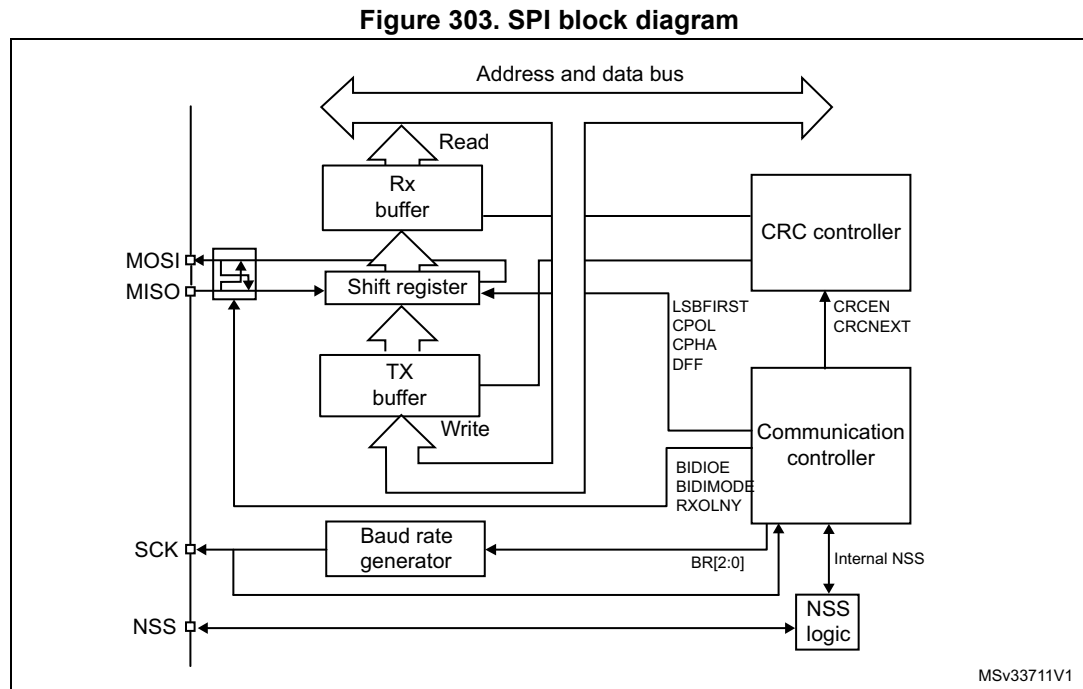 Figure 303. SPI block diagram
Address and data bus
Read
Rx
buffer
CRC controller
MOSI
MISO
Shift register
LSBFIRST
CPOL
CPHA
DFF
CRCEN
CRCNEXT
TX
buffer
Write
Communication
controller
BIDIOE
BIDIMODE
RXOLNY
SCK
Baud rate
generator
BR[2:0]
Internal NSS
NSS
NSS
logic
MSv33711V1